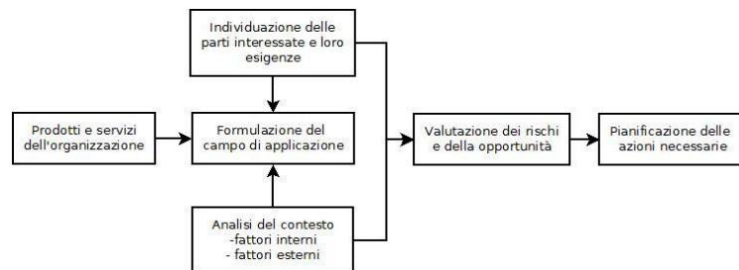 Individuazione delle
parti interessate e loro
esigenze
Prodotti e servizi
dell'organizzazione
Formulazione del
campo di applicazione
Valutazione dei rischi
e della opportunità
Pianificazione delle
azioni necessarie
Analisi del contesto
-fattori interni
- fattori esterni